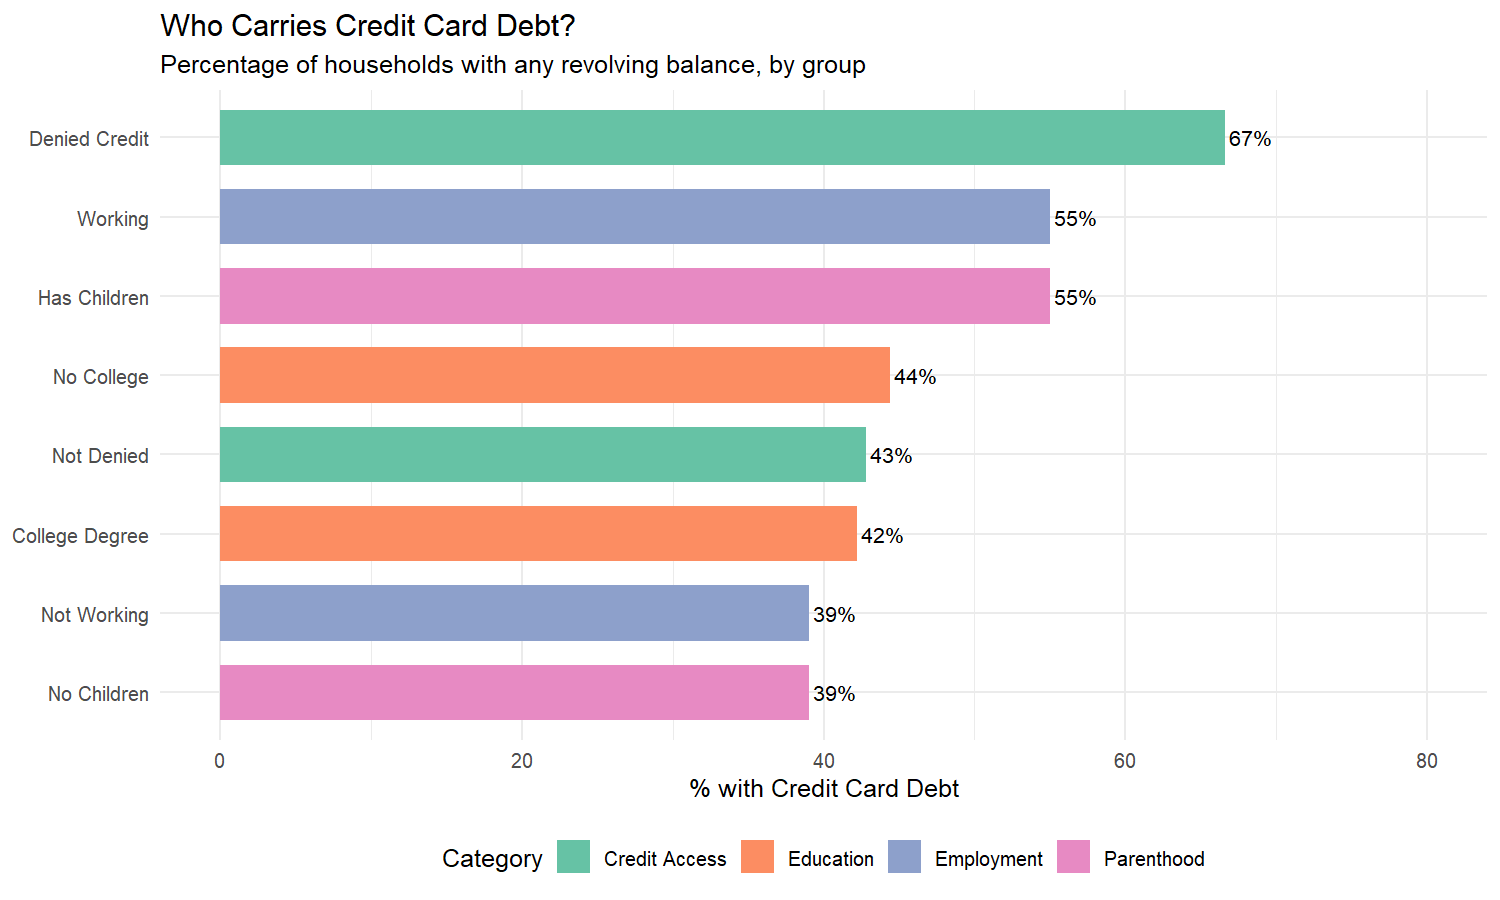 Who Carries Credit Card Debt?
Percentage of households with any revolving balance, by group
Denied Credit 67%
Working 55%
Has Children 55%
No College 44%
Not Denied 43%
College Degree 42%
Not Working 39%
No Children 39%
0 20 40 60 80
% with Credit Card Debt
Category Credit Access Education Employment Parenthood